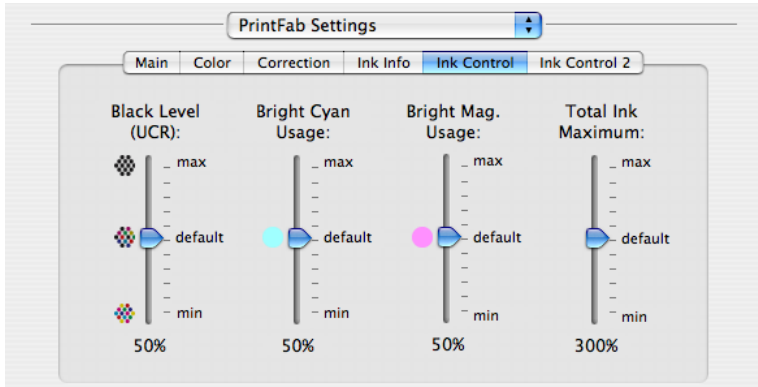 PrintFab Settings
Main Color Correction Ink Info Ink Control Ink Control 2
Black Level
(UCR):
max
default
min
50%
Bright Cyan
Usage:
max
default
min
50%
Bright Mag.
Usage:
max
default
min
50%
Total Ink
Maximum:
max
default
min
300%